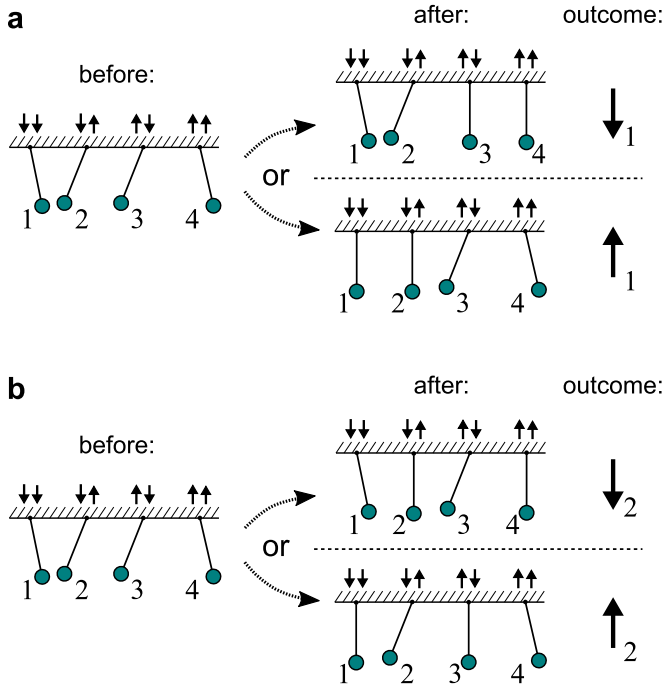 a
before:
after:
outcome:
↓↓ ↓↑ ↑↓ ↑↑
1 2 3 4
or
↓↓ ↓↑ ↑↓ ↑↑
1 2 3 4
↓1
↓↓ ↓↑ ↑↓ ↑↑
1 2 3 4
↑1
b
before:
after:
outcome:
↓↓ ↓↑ ↑↓ ↑↑
1 2 3 4
or
↓↓ ↓↑ ↑↓ ↑↑
1 2 3 4
↓2
↓↓ ↓↑ ↑↓ ↑↑
1 2 3 4
↑2